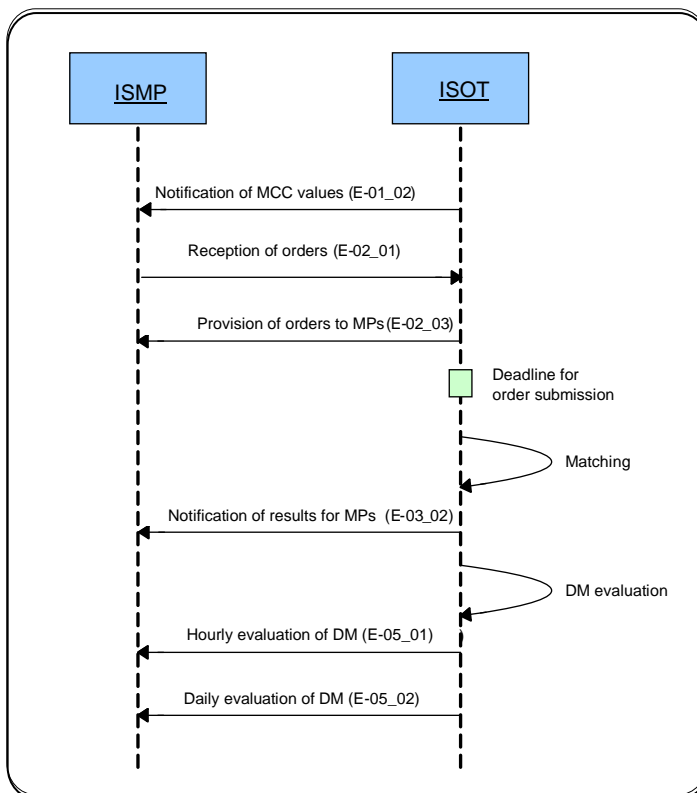 ISMP
ISOT
Notification of MCC values (E-01_02)
Reception of orders (E-02_01)
Provision of orders to MPs(E-02_03)
Deadline for
order submission
Matching
Notification of results for MPs (E-03_02)
DM evaluation
Hourly evaluation of DM (E-05_01) )
Daily evaluation of DM (E-05_02)